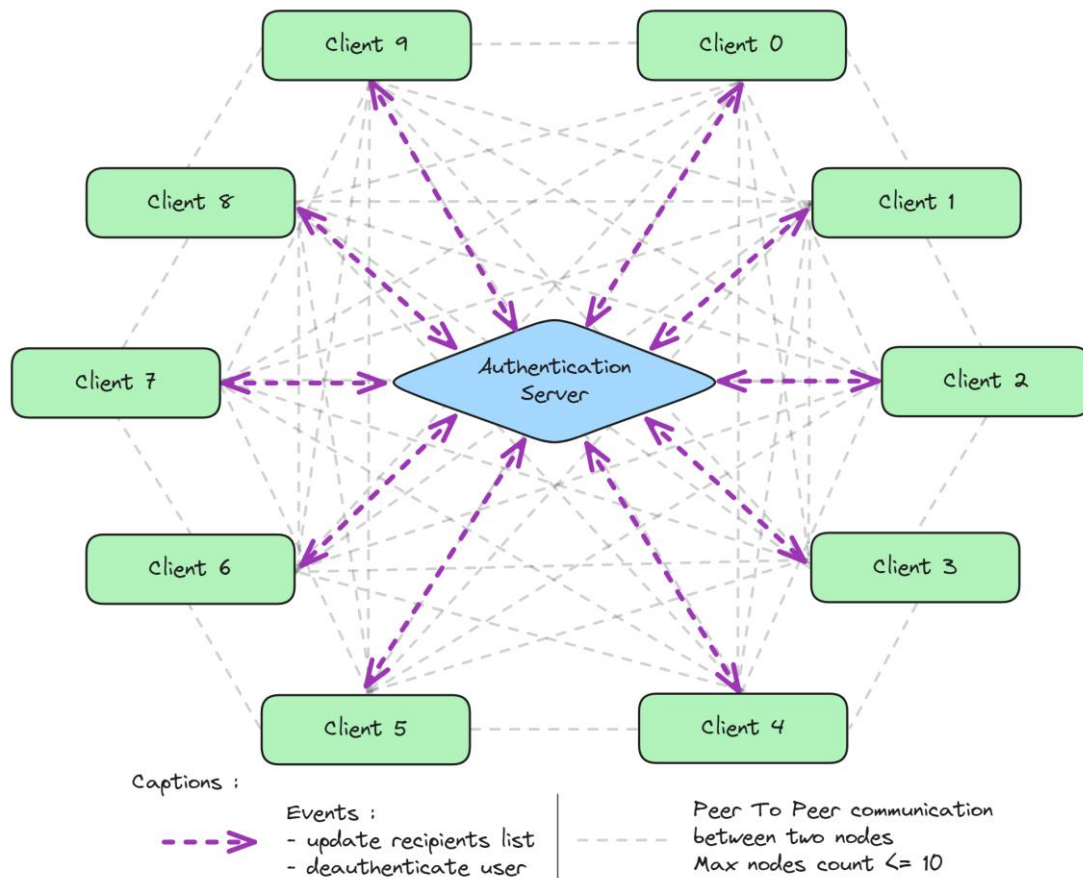 Client 9
Client 0
Client 8
Client 1
Authentication
Server
Client 7
Client 2
Client 6
Client 3
Client 5
Client 4
Captions :
Events :
- update recipients list
- deauthenticate user
Peer To Peer communication
between two nodes
Max nodes count <= 10